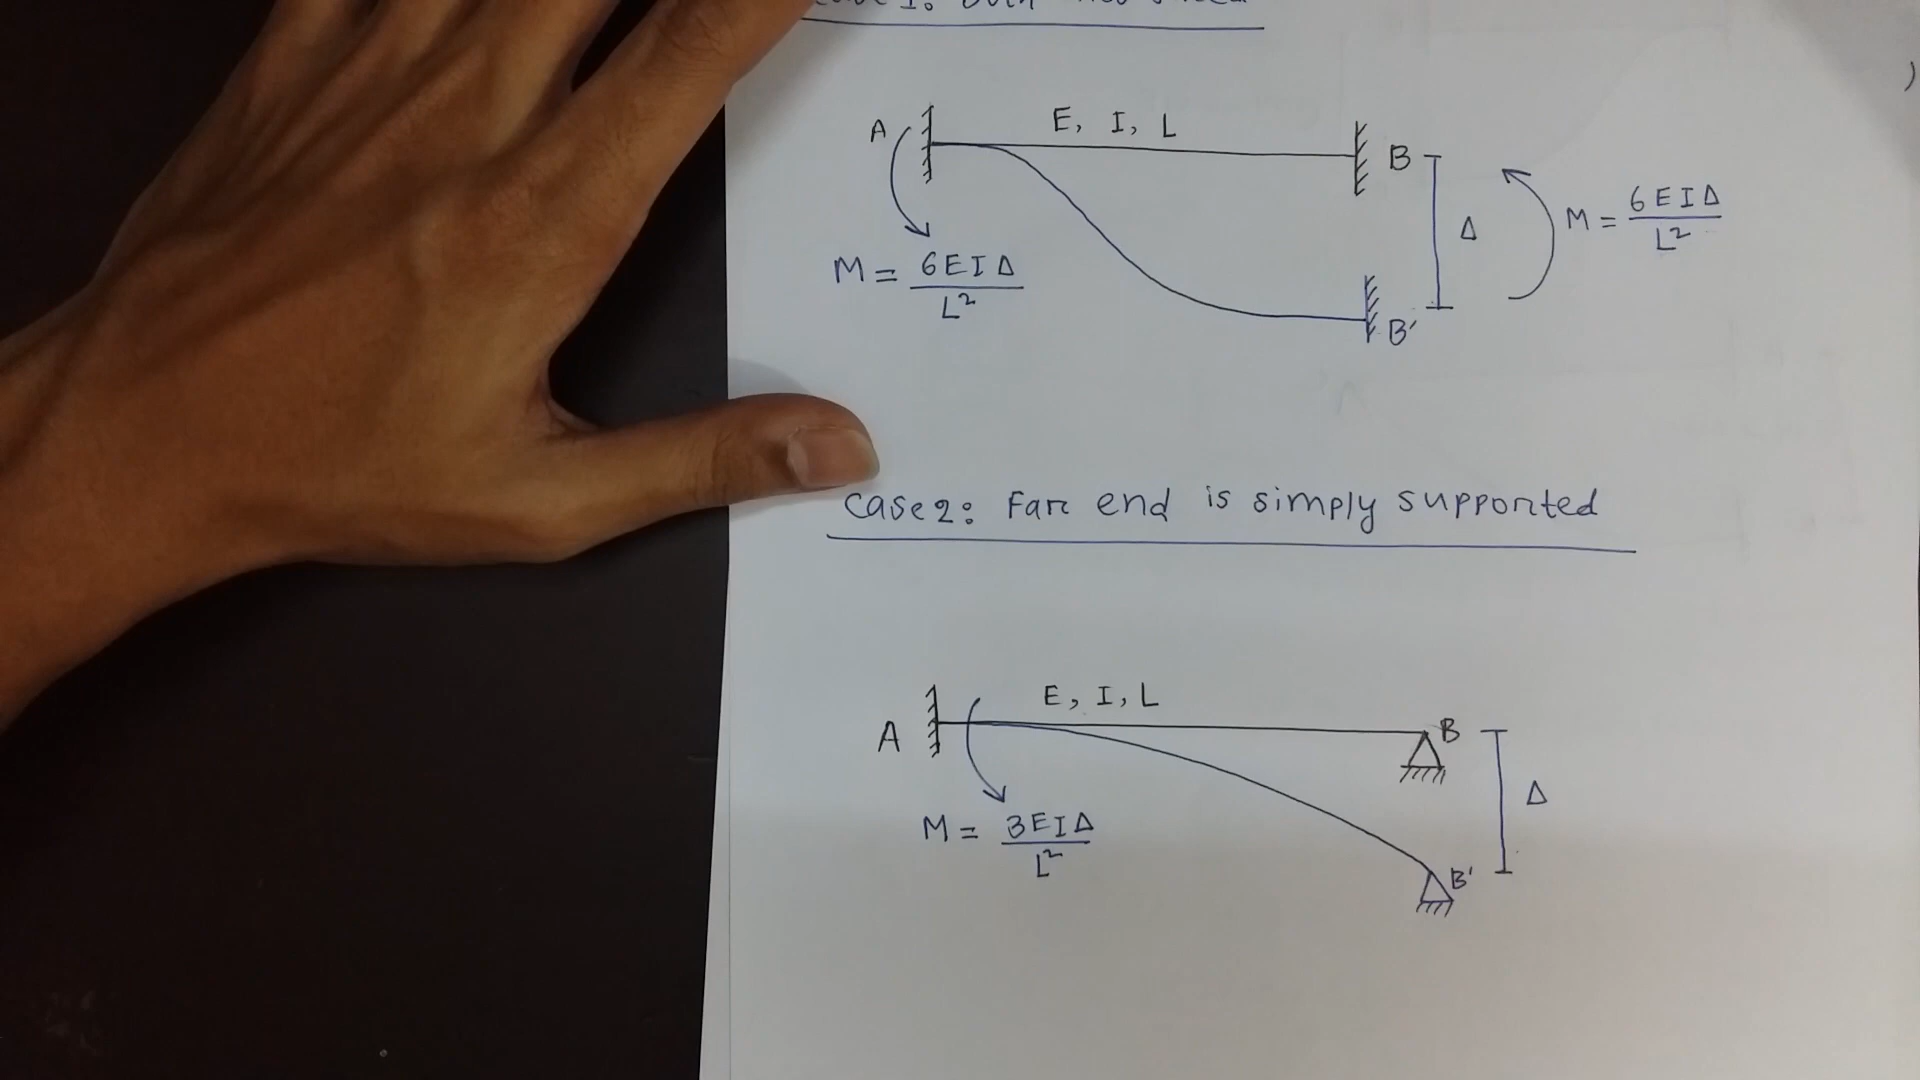 A
E, I, L
B
Δ
M = 6EIΔ / L²
M = 6EIΔ / L²
B'
Case 2: Far end is simply supported
E, I, L
A
B
Δ
M = 3EIΔ / L²
B'